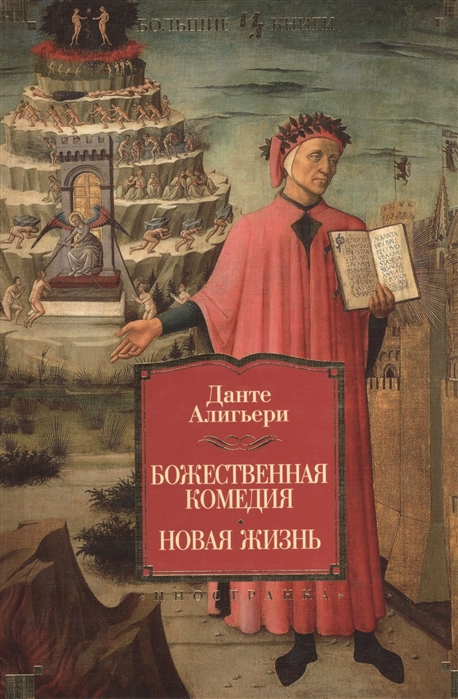 БОЛЬШИЕ КНИГИ
Данте
Алигьери
БОЖЕСТВЕННАЯ
КОМЕДИЯ
·
НОВАЯ ЖИЗНЬ
«ИНОСТРАНКА»